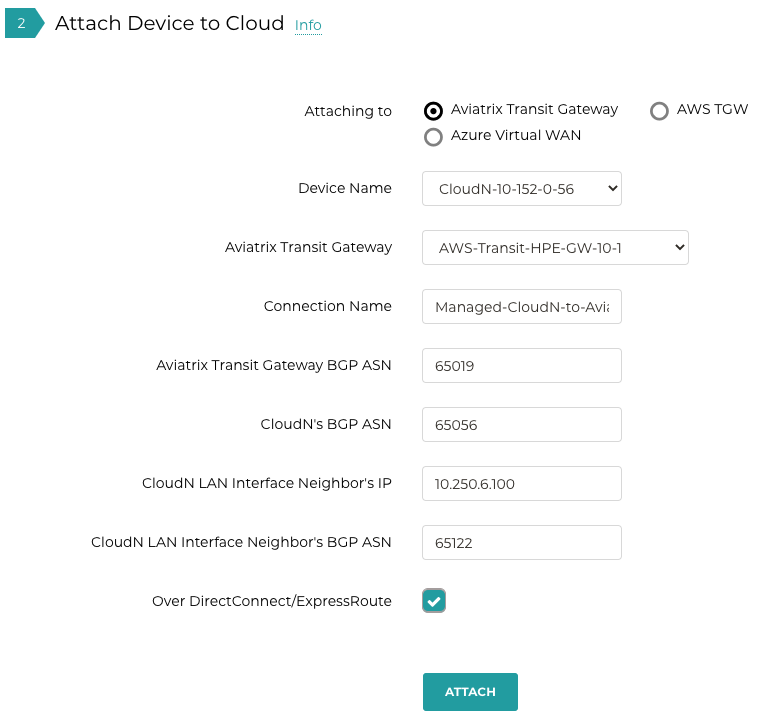 2 Attach Device to Cloud Info
Attaching to Aviatrix Transit Gateway AWS TGW
Azure Virtual WAN
Device Name CloudN-10-152-0-56
Aviatrix Transit Gateway AWS-Transit-HPE-GW-10-1
Connection Name Managed-CloudN-to-Avia
Aviatrix Transit Gateway BGP ASN 65019
CloudN's BGP ASN 65056
CloudN LAN Interface Neighbor's IP 10.250.6.100
CloudN LAN Interface Neighbor's BGP ASN 65122
Over DirectConnect/ExpressRoute
ATTACH